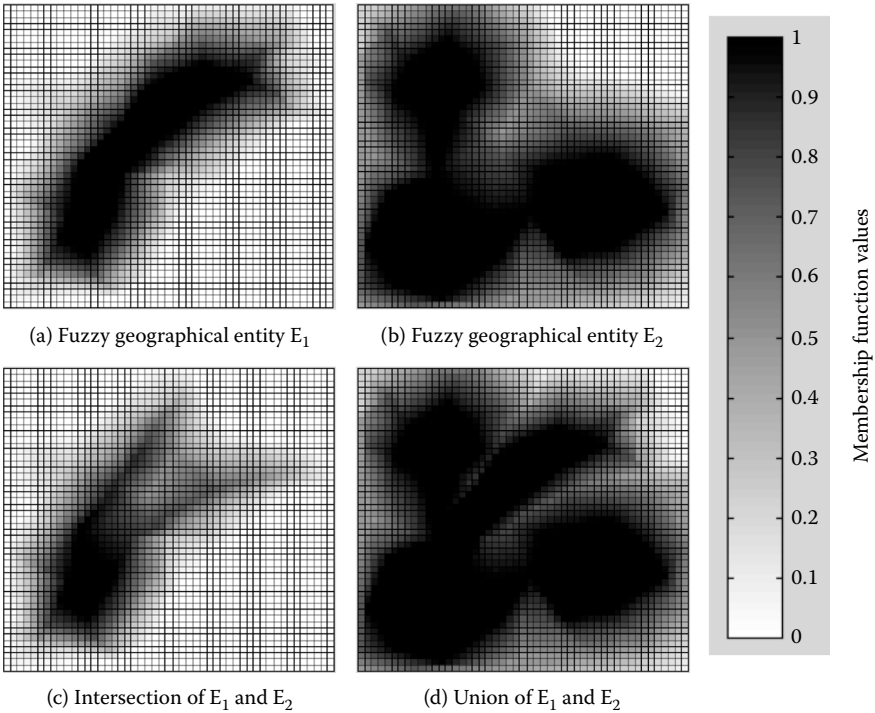 (a) Fuzzy geographical entity E₁
(b) Fuzzy geographical entity E₂
(c) Intersection of E₁ and E₂
(d) Union of E₁ and E₂
1
0.9
0.8
0.7
0.6
0.5
0.4
0.3
0.2
0.1
0
Membership function values